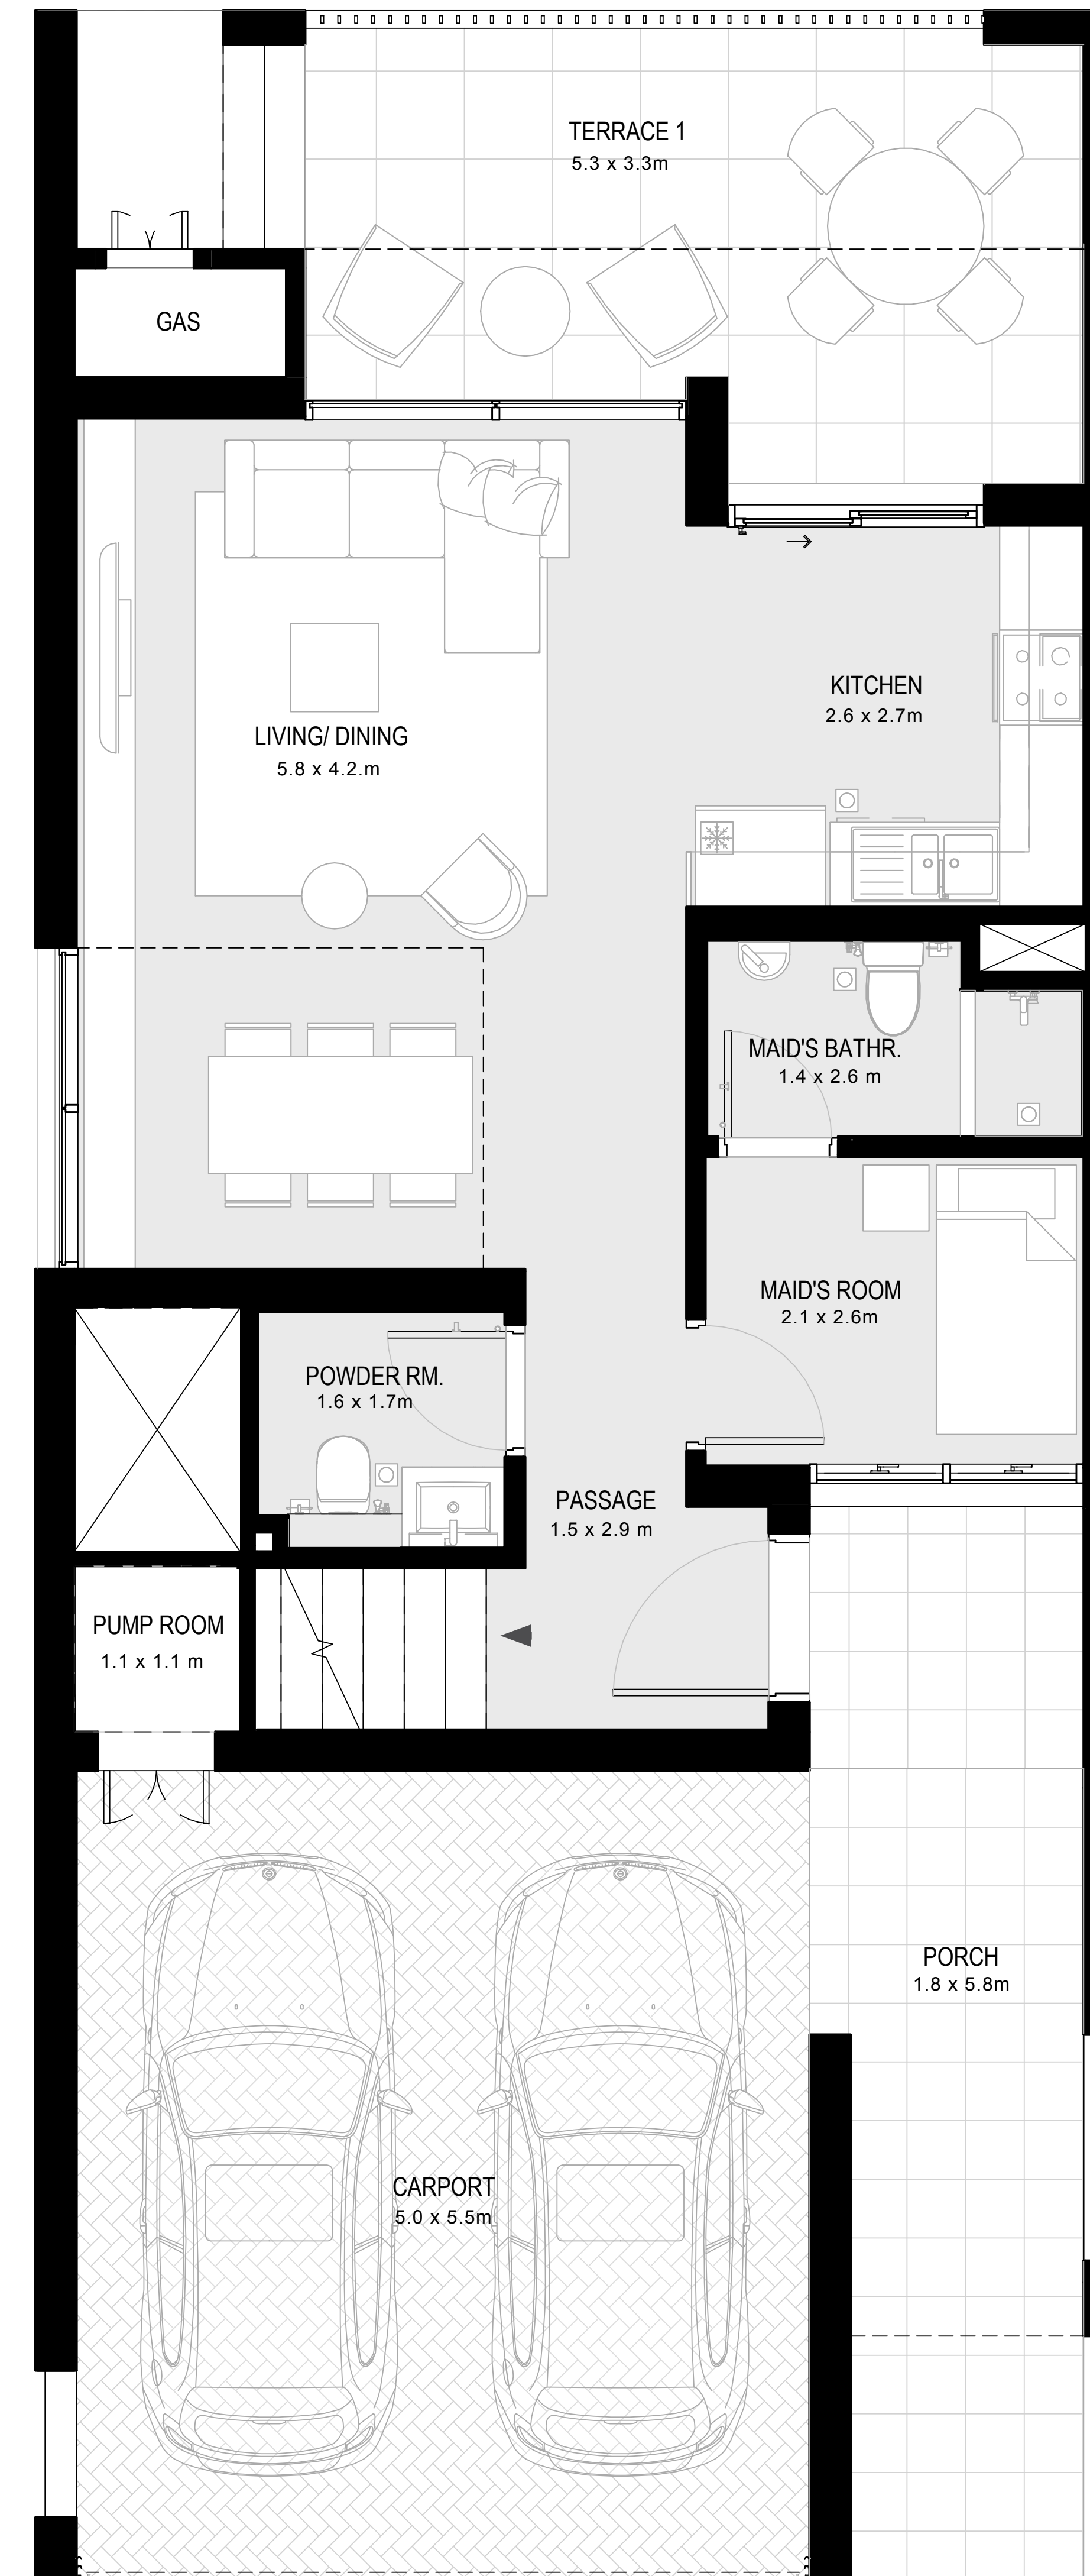 TERRACE 1
5.3 x 3.3m
GAS
KITCHEN
2.6 x 2.7m
LIVING/ DINING
5.8 x 4.2.m
MAID'S BATHR.
1.4 x 2.6 m
MAID'S ROOM
2.1 x 2.6m
POWDER RM.
1.6 x 1.7m
PASSAGE
1.5 x 2.9 m
PUMP ROOM
1.1 x 1.1 m
PORCH
1.8 x 5.8m
CARPORT
5.0 x 5.5m